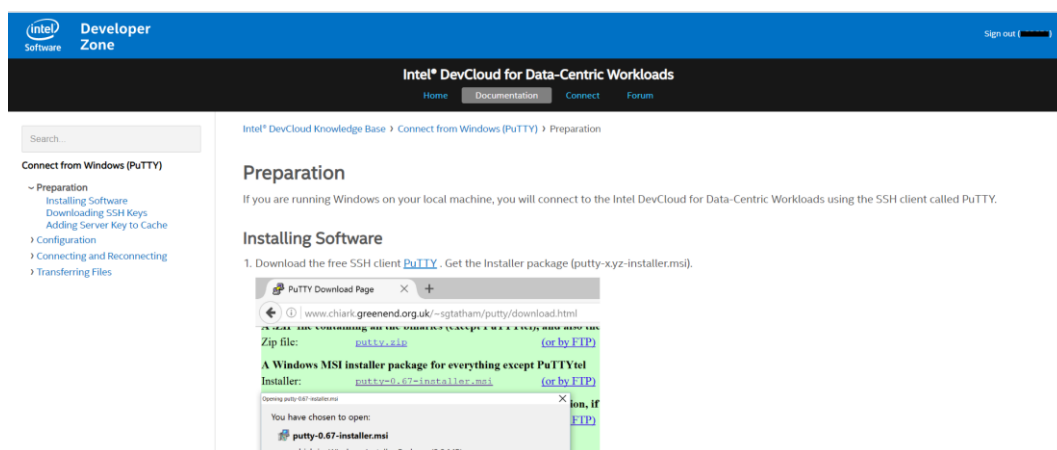 intel Software
Developer Zone
Sign out (
Intel® DevCloud for Data-Centric Workloads
Home Documentation Connect Forum
Search...
Connect from Windows (PuTTY)
Preparation
Installing Software
Downloading SSH Keys
Adding Server Key to Cache
Configuration
Connecting and Reconnecting
Transferring Files
Intel® DevCloud Knowledge Base › Connect from Windows (PuTTY) › Preparation
Preparation
If you are running Windows on your local machine, you will connect to the Intel DevCloud for Data-Centric Workloads using the SSH client called PuTTY.
Installing Software
1. Download the free SSH client PuTTY . Get the Installer package (putty-x.yz-installer.msi).
PuTTY Download Page
www.chiark.greenend.org.uk/~sgtatham/putty/download.html
Zip file: putty.zip (or by FTP)
A Windows MSI installer package for everything except PuTTYtel
Installer: putty-0.67-installer.msi (or by FTP)
Opening putty-0.67-installer.msi
ion, if
FTP)
You have chosen to open:
putty-0.67-installer.msi